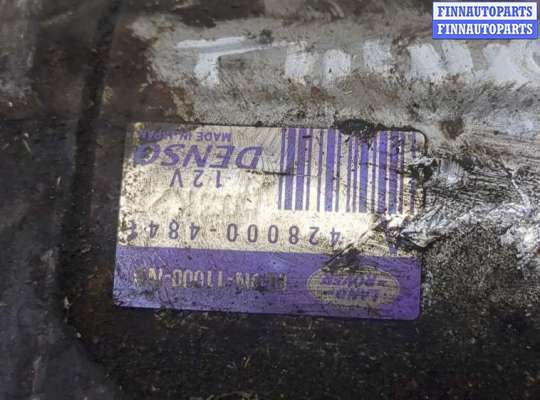 FINNAUTOPARTS
FINNAUTOPARTS
LAND
ROVER
428000-484
12V
DENSO
MADE IN JAPAN